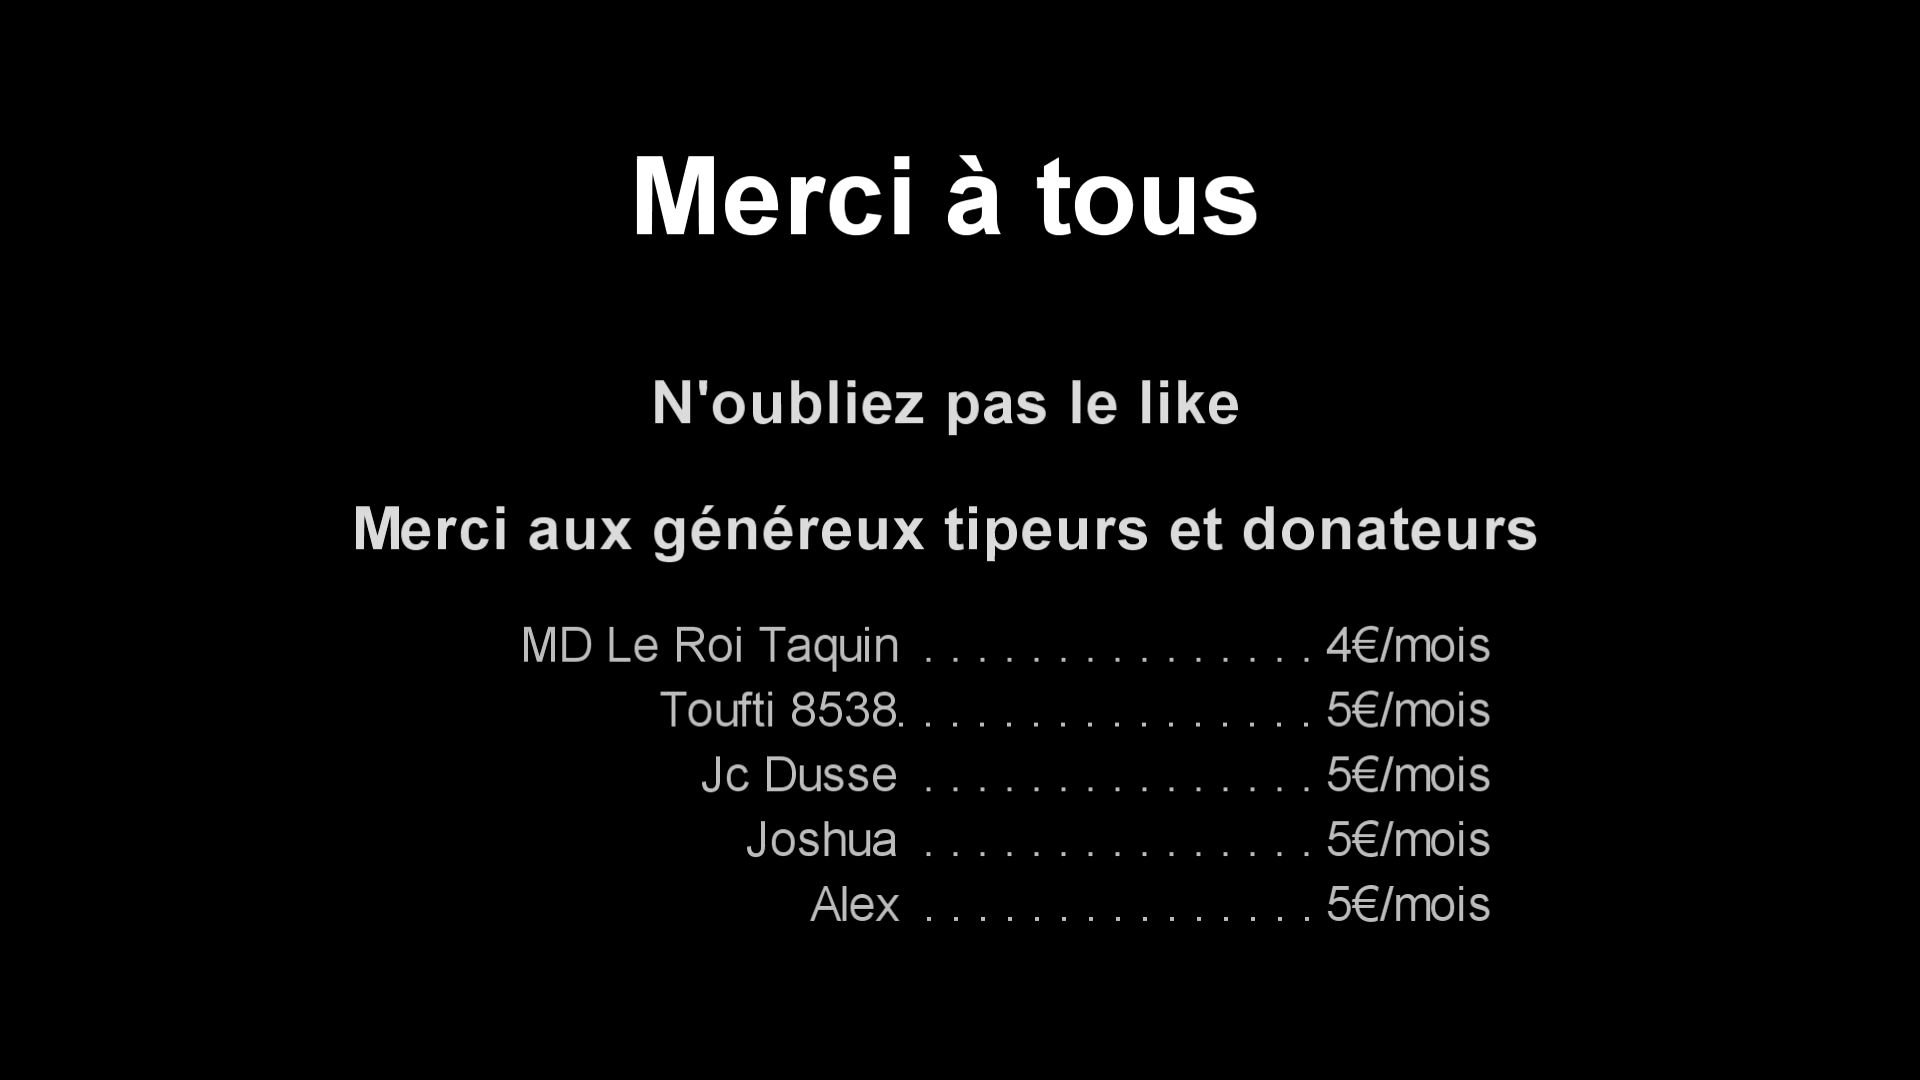 Merci à tous
N'oubliez pas le like
Merci aux généreux tipeurs et donateurs
MD Le Roi Taquin . . . . . . . . . . . . . . . 4€/mois
Toufti 8538. . . . . . . . . . . . . . . . 5€/mois
Jc Dusse . . . . . . . . . . . . . . . 5€/mois
Joshua . . . . . . . . . . . . . . . 5€/mois
Alex . . . . . . . . . . . . . . . 5€/mois